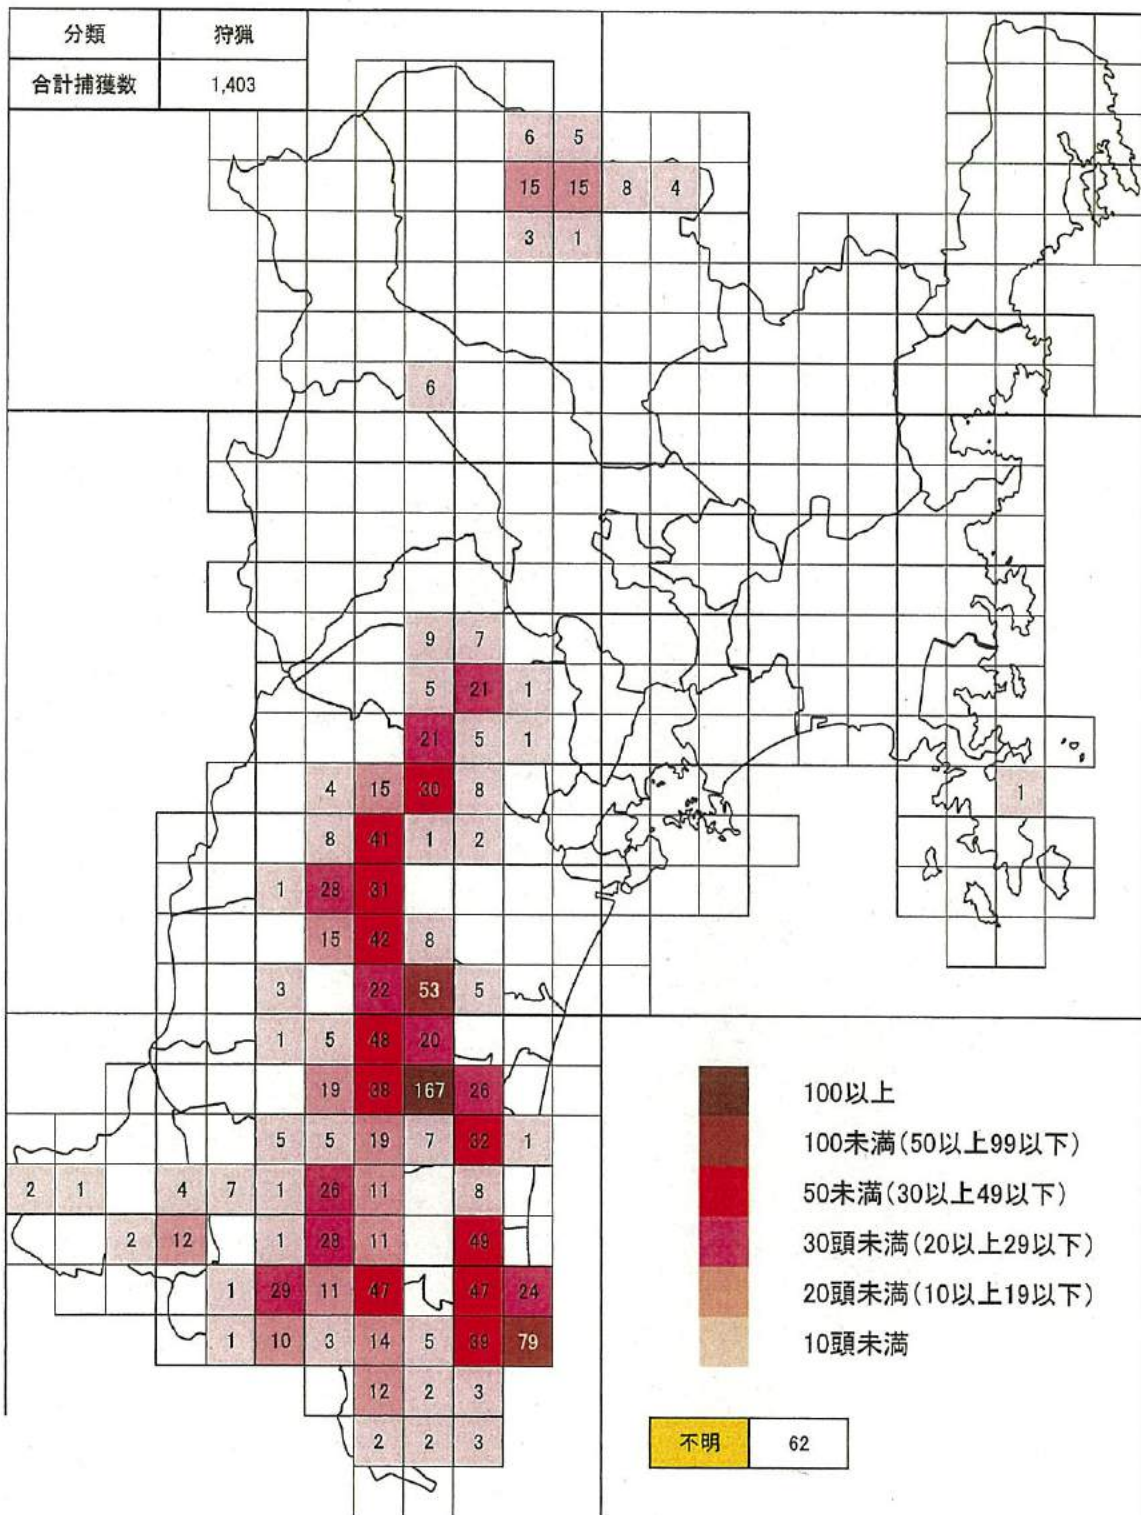 分類 狩猟
合計捕獲数 1,403
6 5
15 15 8 4
3 1
6
9 7
5 21 1
21 5 1
4 15 30 8 1
8 41 1 2
1 28 31
15 42 8
3 22 53 5
1 5 48 20
19 38 167 26
5 5 19 7 32 1
2 1 4 7 1 26 11 8
2 12 1 28 11 49
1 29 11 47 47 24
1 10 3 14 5 39 79
12 2 3
2 2 3
100以上
100未満(50以上99以下)
50未満(30以上49以下)
30頭未満(20以上29以下)
20頭未満(10以上19以下)
10頭未満
不明 62